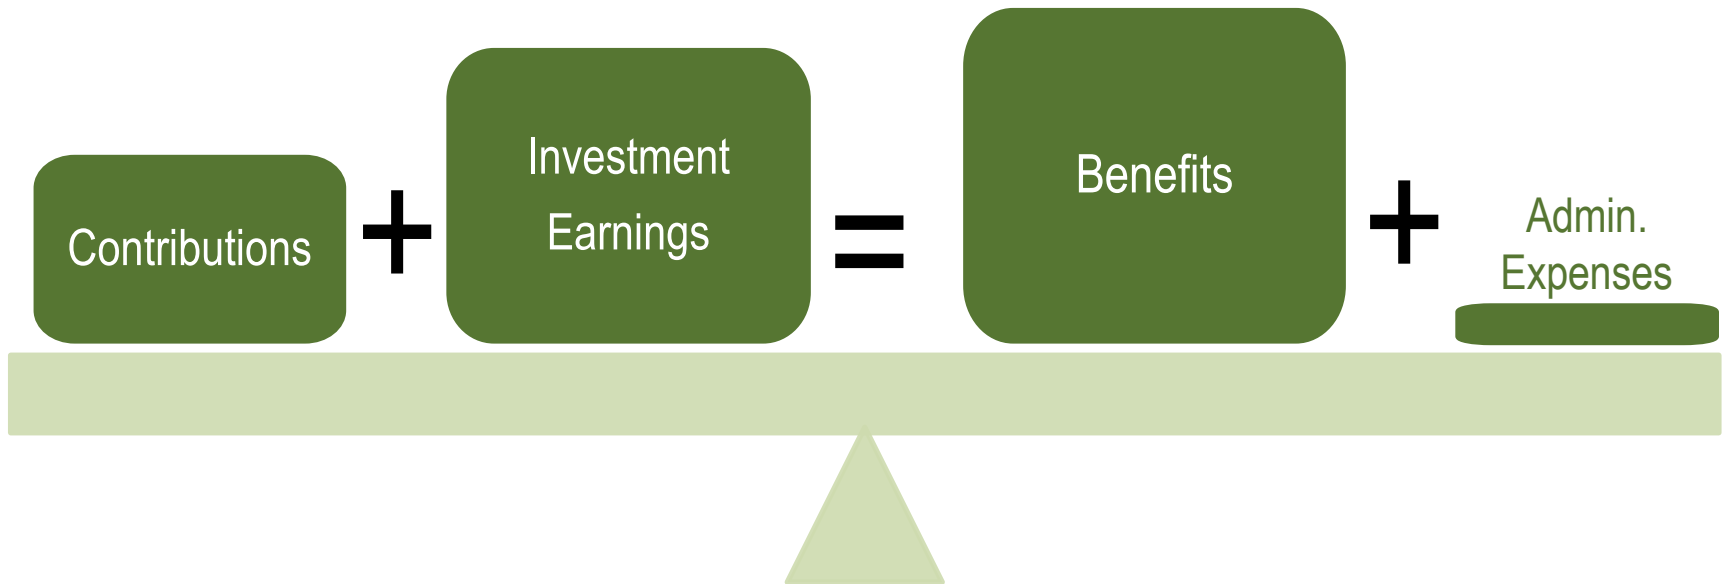 Contributions
+
Investment
Earnings
=
Benefits
+
Admin.
Expenses